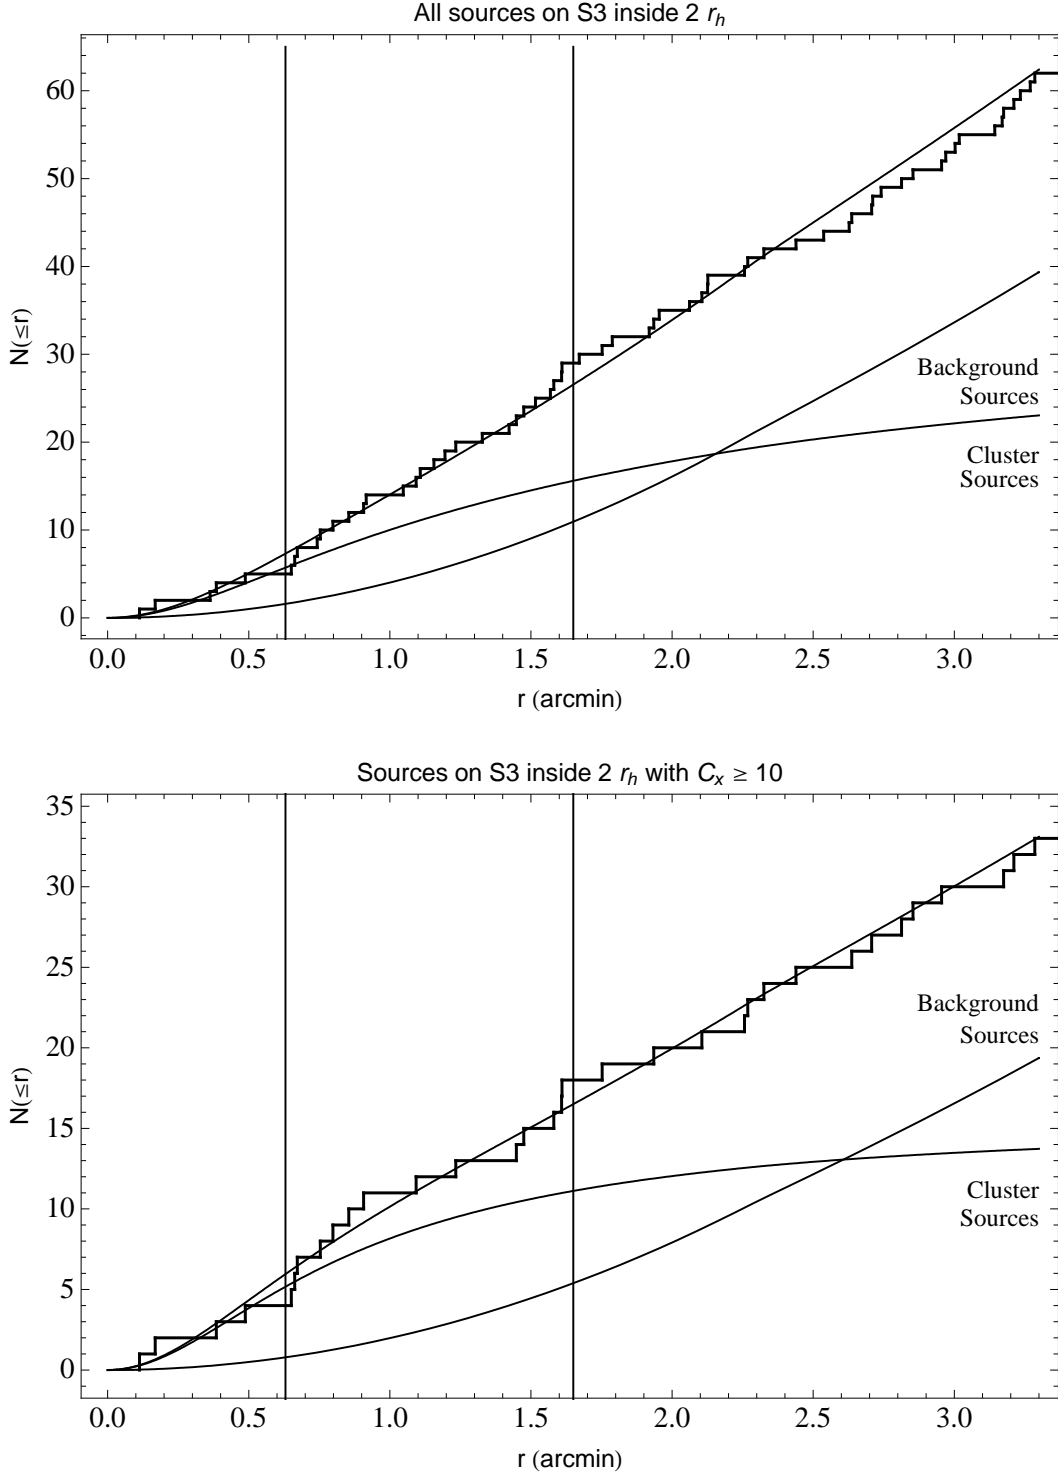 All sources on S3 inside 2 r_h
60
50
40
30
20
10
0
N(≤r)
Background
Sources
Cluster
Sources
0.0 0.5 1.0 1.5 2.0 2.5 3.0
r (arcmin)
Sources on S3 inside 2 r_h with C_x ≥ 10
35
30
25
20
15
10
5
0
N(≤r)
Background
Sources
Cluster
Sources
0.0 0.5 1.0 1.5 2.0 2.5 3.0
r (arcmin)